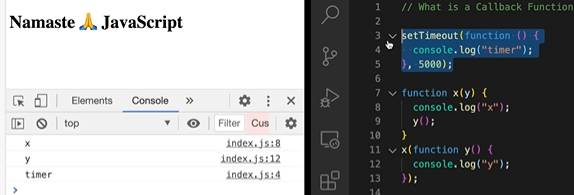 Namaste 🙏 JavaScript
Elements Console »
top Filter Cus
x index.js:8
y index.js:12
timer index.js:4
>
1 // What is a Callback Function
2
3 setTimeout(function () {
4 console.log("timer");
5 }, 5000);
6
7 function x(y) {
8 console.log("x");
9 y();
10 }
11 x(function y() {
12 console.log("y");
13 });
14